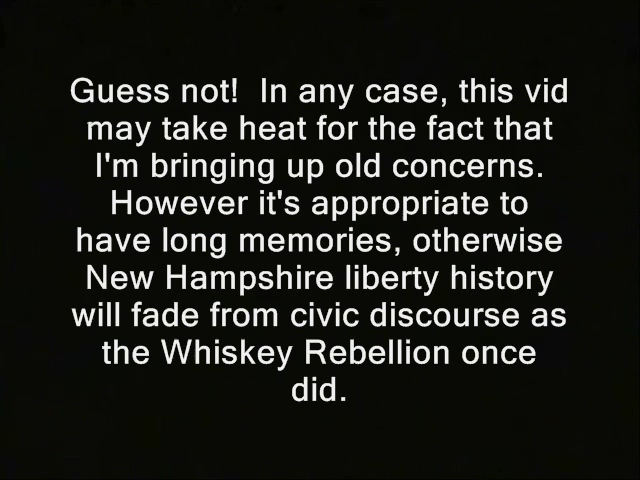 Guess not!  In any case, this vid
may take heat for the fact that
I'm bringing up old concerns.
However it's appropriate to
have long memories, otherwise
New Hampshire liberty history
will fade from civic discourse as
the Whiskey Rebellion once
did.